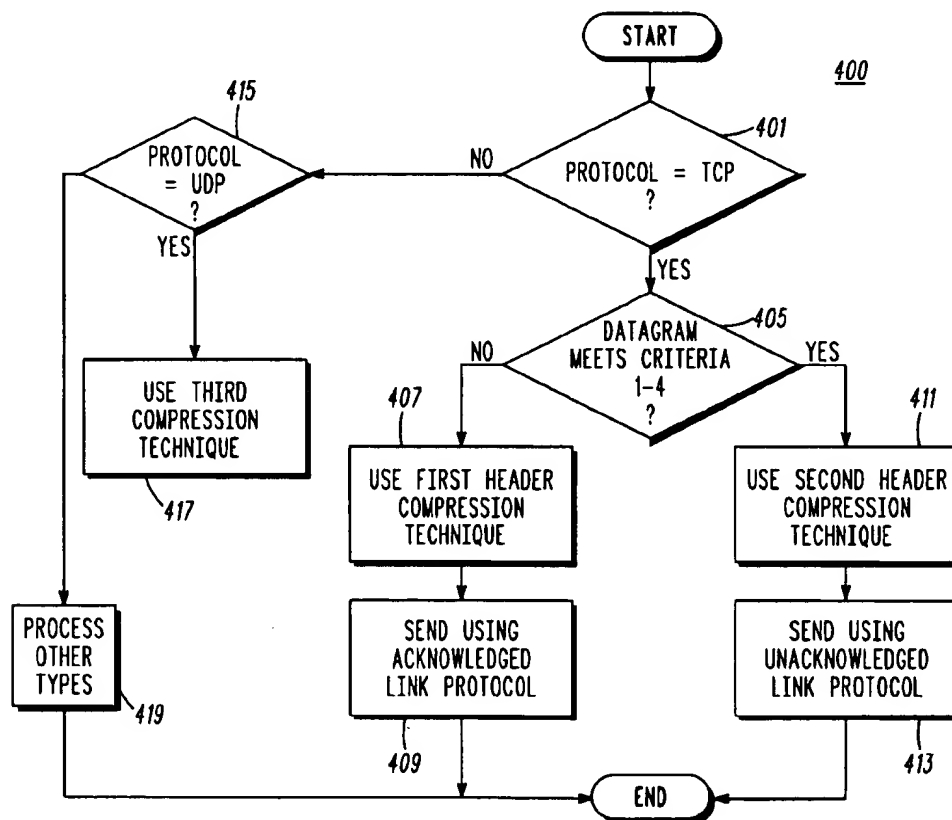 START
400
415
401
PROTOCOL
= UDP
?
NO
PROTOCOL = TCP
?
YES
YES
405
DATAGRAM
MEETS CRITERIA
1-4
?
NO
YES
USE THIRD
COMPRESSION
TECHNIQUE
417
407
USE FIRST HEADER
COMPRESSION
TECHNIQUE
411
USE SECOND HEADER
COMPRESSION
TECHNIQUE
PROCESS
OTHER
TYPES
419
SEND USING
ACKNOWLEDGED
LINK PROTOCOL
409
SEND USING
UNACKNOWLEDGED
LINK PROTOCOL
413
END